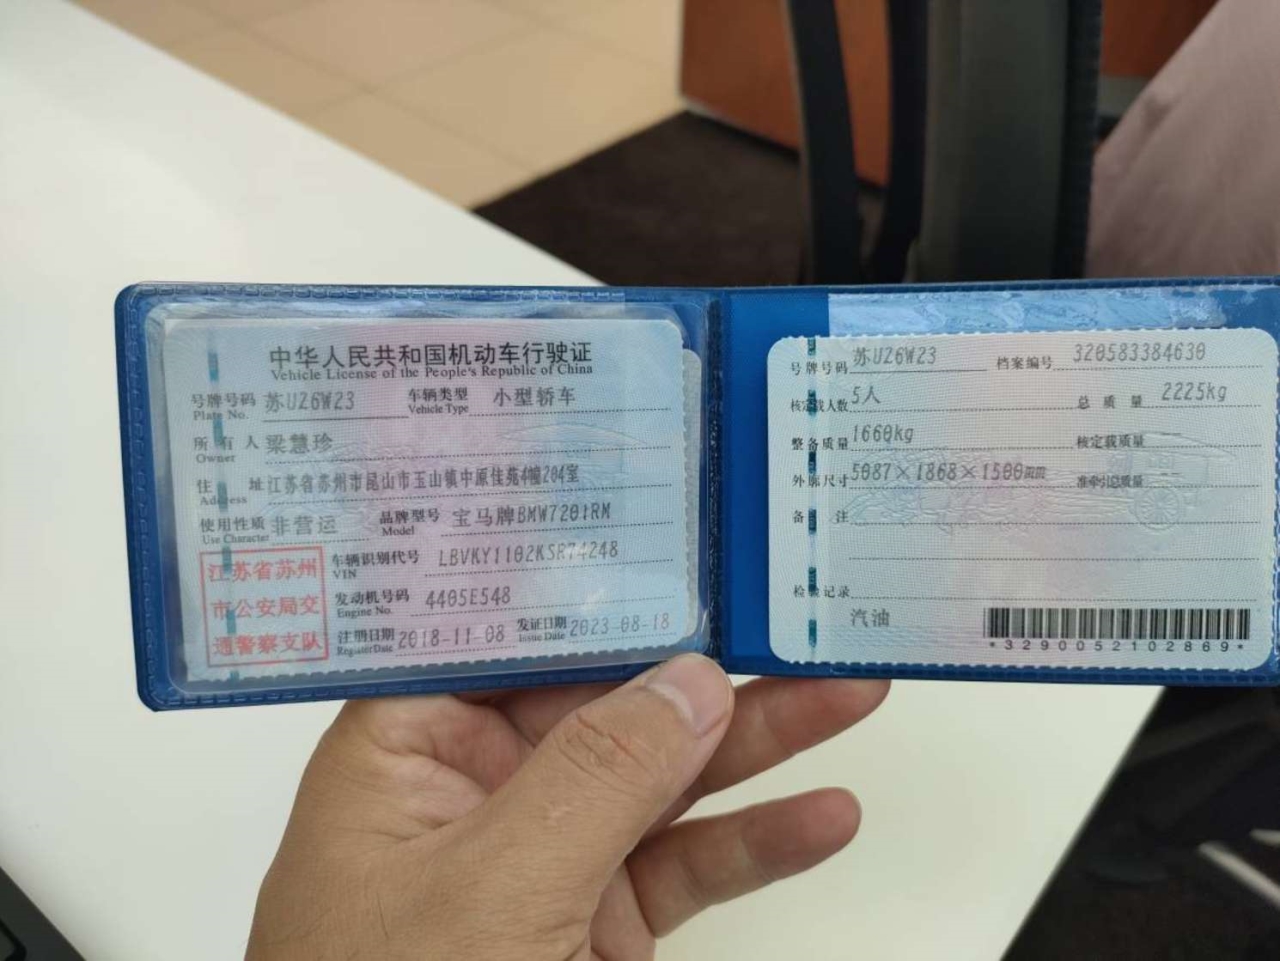 中华人民共和国机动车行驶证
Vehicle License of the People's Republic of China
号牌号码 苏U26W23 车辆类型 小型轿车
Plate No. Vehicle Type
所有人 梁慧珍
Owner
住址 江苏省苏州市昆山市玉山镇中原佳苑4幢204室
Address
使用性质 非营运 品牌型号 宝马牌BMW7201RM
Use Character Model
江苏省苏州
市公安局交
通警察支队
车辆识别代号 LBVKY1102KSR74248
VIN
发动机号码 4405E548
Engine No.
注册日期 2018-11-08 发证日期 2023-08-18
Register Date Issue Date
号牌号码 苏U26W23 档案编号 320583384630
核定载人数 5人 总质量 2225kg
整备质量 1660kg 核定载质量
外廓尺寸 5087×1868×1500mm 准牵引总质量 --
备注
检验记录
汽油
*3290052102869*